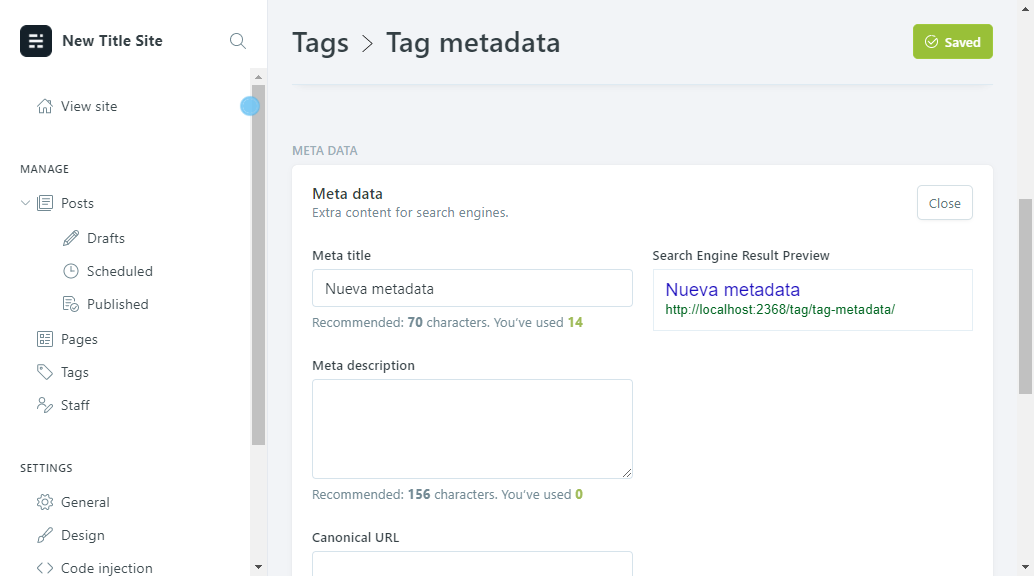 New Title Site
View site
MANAGE
Posts
Drafts
Scheduled
Published
Pages
Tags
Staff
SETTINGS
General
Design
Code injection
Tags > Tag metadata
Saved
META DATA
Meta data
Extra content for search engines.
Close
Meta title
Nueva metadata
Recommended: 70 characters. You've used 14
Search Engine Result Preview
Nueva metadata
http://localhost:2368/tag/tag-metadata/
Meta description
Recommended: 156 characters. You've used 0
Canonical URL